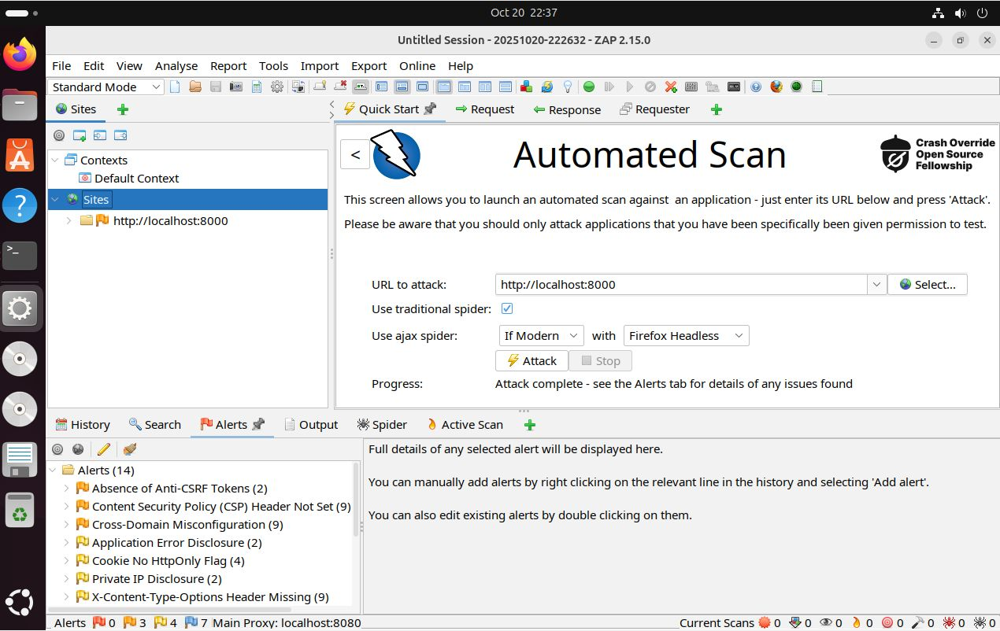 Oct 20 22:37
Untitled Session - 20251020-222632 - ZAP 2.15.0
File Edit View Analyse Report Tools Import Export Online Help
Standard Mode
Sites
Quick Start Request Response Requester
Contexts
Default Context
Sites
http://localhost:8000
<
Automated Scan
Crash Override
Open Source
Fellowship
This screen allows you to launch an automated scan against an application - just enter its URL below and press 'Attack'.
Please be aware that you should only attack applications that you have been specifically been given permission to test.
URL to attack: http://localhost:8000 Select...
Use traditional spider:
Use ajax spider: If Modern with Firefox Headless
Attack Stop
Progress: Attack complete - see the Alerts tab for details of any issues found
History Search Alerts Output Spider Active Scan
Alerts (14)
Absence of Anti-CSRF Tokens (2)
Content Security Policy (CSP) Header Not Set (9)
Cross-Domain Misconfiguration (9)
Application Error Disclosure (2)
Cookie No HttpOnly Flag (4)
Private IP Disclosure (2)
X-Content-Type-Options Header Missing (9)
Full details of any selected alert will be displayed here.
You can manually add alerts by right clicking on the relevant line in the history and selecting 'Add alert'.
You can also edit existing alerts by double clicking on them.
Alerts 0 3 4 7 Main Proxy: localhost:8080 Current Scans 0 0 0 0 0 0 0 0